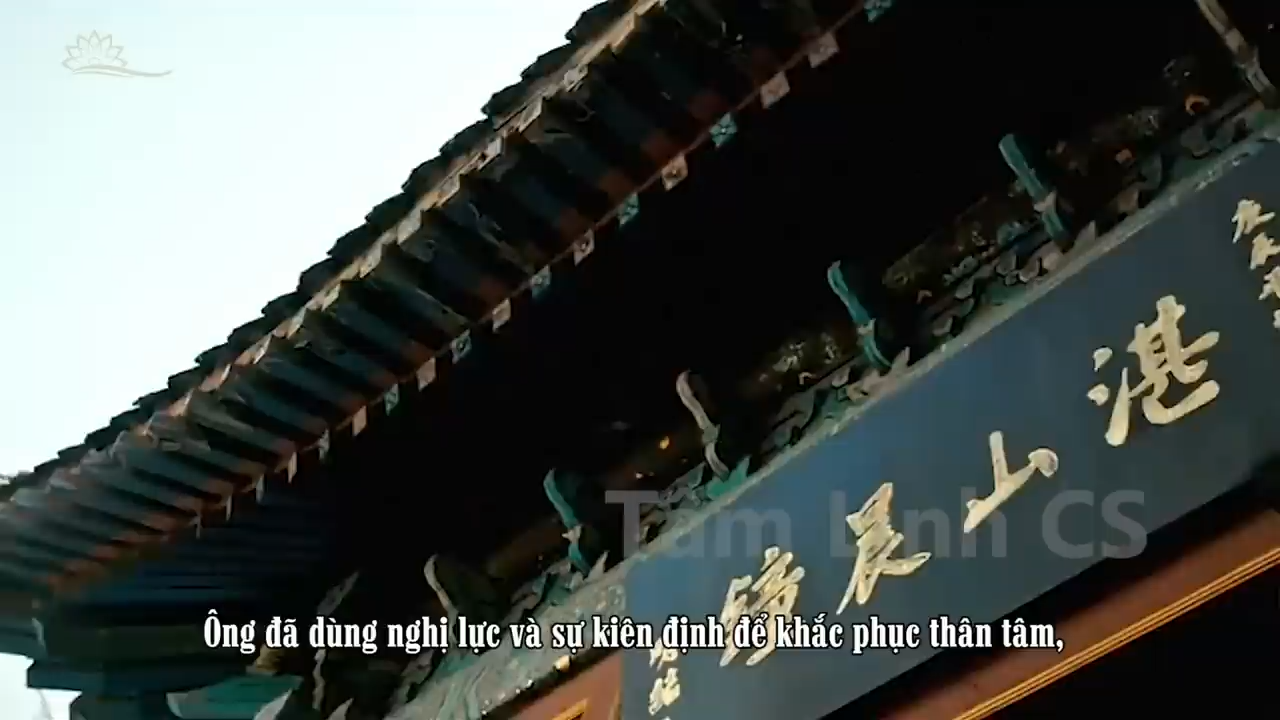 湛山晨鐘
Tâm Linh CS
Ông đã dùng nghị lực và sự kiên định để khắc phục thân tâm,